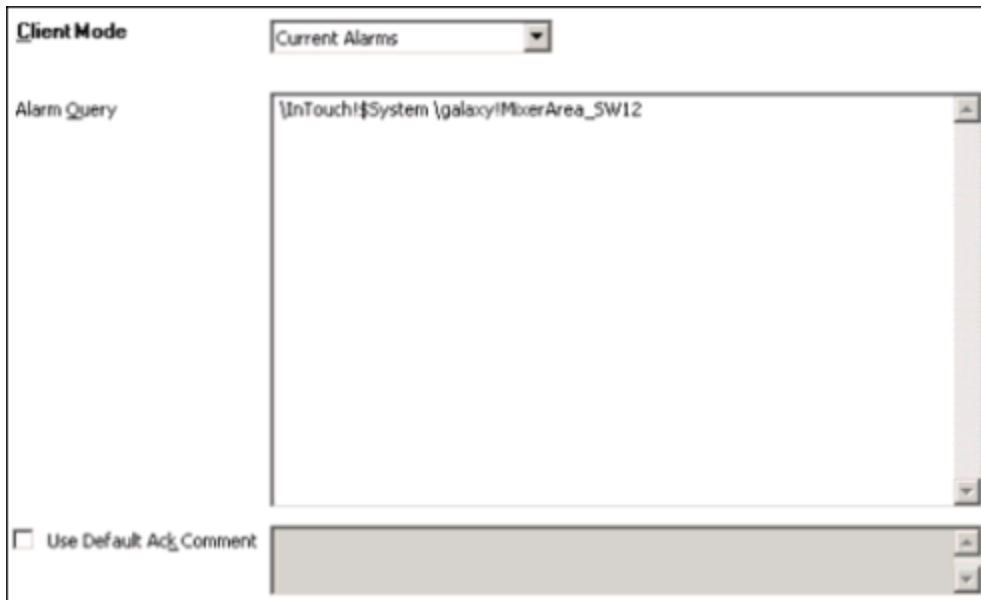 Client Mode
Current Alarms
Alarm Query
\InTouch!$System \galaxy!MixerArea_SW12
Use Default Ack Comment